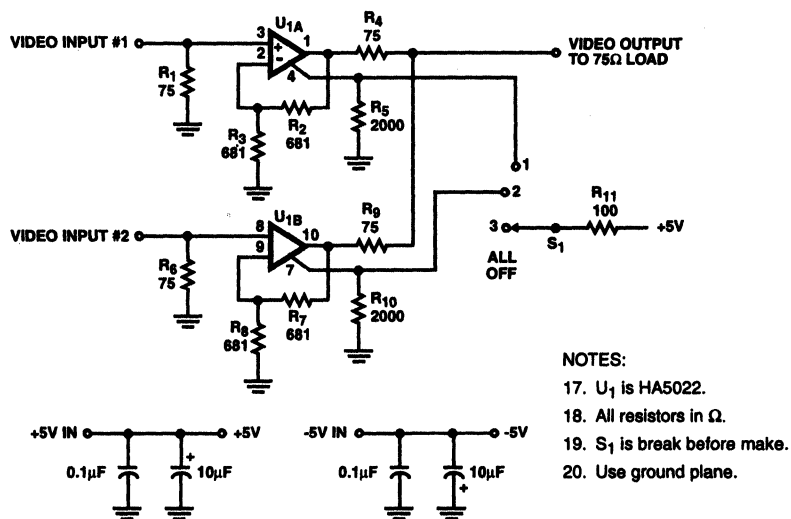 VIDEO INPUT #1
R1
75
3
2
U1A
+
-
1
4
R4
75
R2
681
R3
681
R5
2000
VIDEO OUTPUT
TO 75Ω LOAD
1
2
3
ALL
OFF
S1
R11
100
+5V
VIDEO INPUT #2
R6
75
8
9
U1B
10
7
R9
75
R7
681
R8
681
R10
2000
+5V IN
+5V
0.1µF
+
10µF
-5V IN
-5V
0.1µF
10µF
+
NOTES:
17. U1 is HA5022.
18. All resistors in Ω.
19. S1 is break before make.
20. Use ground plane.